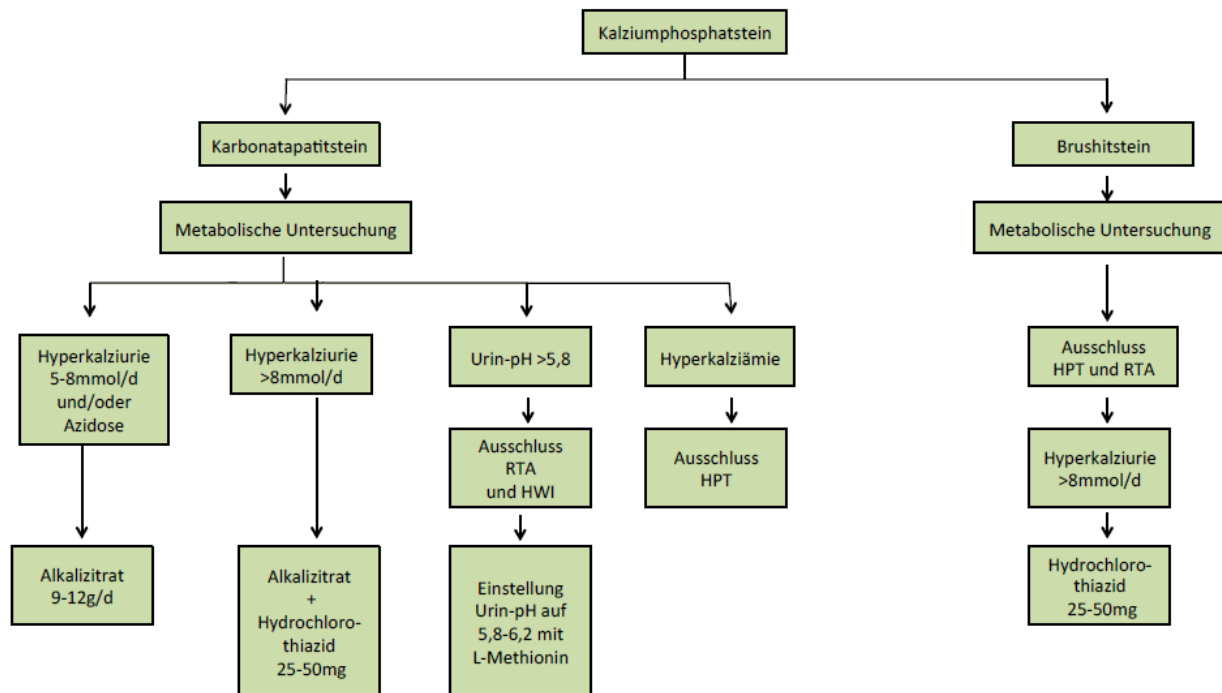 Kalziumphosphatstein
Karbonatapatitstein
Brushitstein
Metabolische Untersuchung
Metabolische Untersuchung
Hyperkalziurie
5-8mmol/d
und/oder
Azidose
Hyperkalziurie
>8mmol/d
Urin-pH >5,8
Hyperkalziämie
Ausschluss
HPT und RTA
Ausschluss
RTA
und HWI
Ausschluss
HPT
Hyperkalziurie
>8mmol/d
Alkalizitrat
9-12g/d
Alkalizitrat
+
Hydrochloro-
thiazid
25-50mg
Einstellung
Urin-pH auf
5,8-6,2 mit
L-Methionin
Hydrochloro-
thiazid
25-50mg